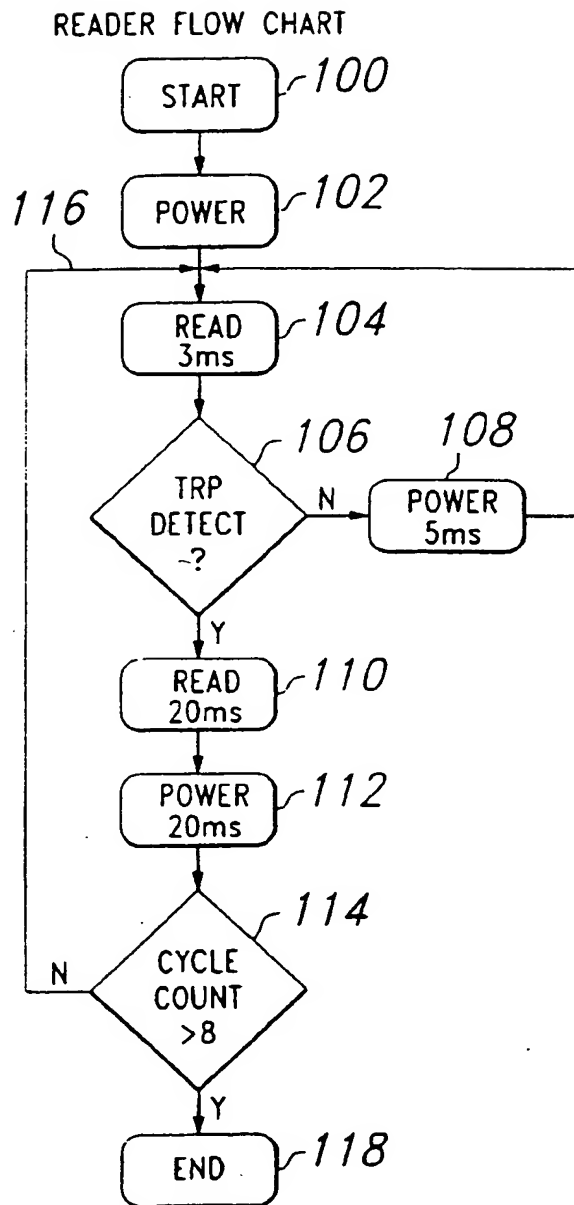 READER FLOW CHART
START
100
POWER
102
116
READ
3ms
104
TRP
DETECT
?
106
N
POWER
5ms
108
Y
READ
20ms
110
POWER
20ms
112
CYCLE
COUNT
>8
114
N
Y
END
118